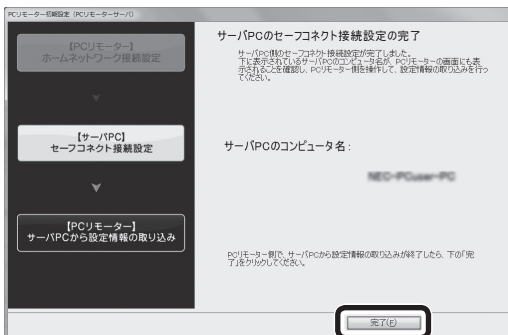 PCリモーター初期設定 (PCリモーターサーバ)
【PCリモーター】
ホームネットワーク接続設定
【サーバPC】
セーフコネクト接続設定
【PCリモーター】
サーバPCから設定情報の取り込み
サーバPCのセーフコネクト接続設定の完了
サーバPC側のセーフコネクト接続設定が完了しました。
下に表示されているサーバPCのコンピュータ名が、PCリモーターの画面にも表
示されることを確認し、PCリモーター側を操作して、設定情報の取り込みを行っ
てください。
サーバPCのコンピュータ名:
NEC-PCuser-PC
PCリモーター側で、サーバPCから設定情報の取り込みが終了したら、下の「完
了」をクリックしてください。
完了(F)